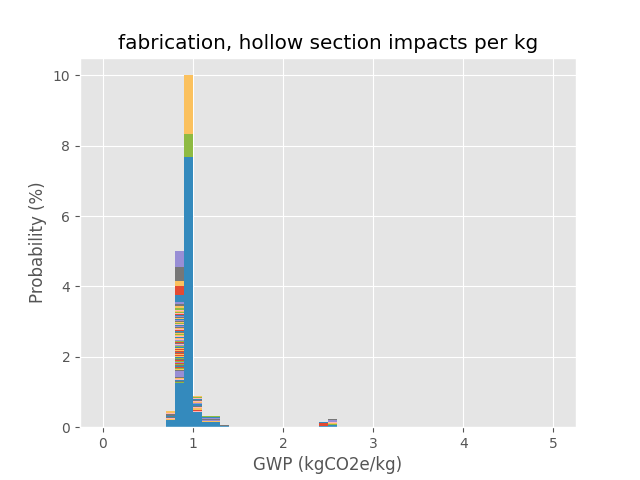 fabrication, hollow section impacts per kg
10
8
6
4
2
0
Probability (%)
0 1 2 3 4 5
GWP (kgCO2e/kg)